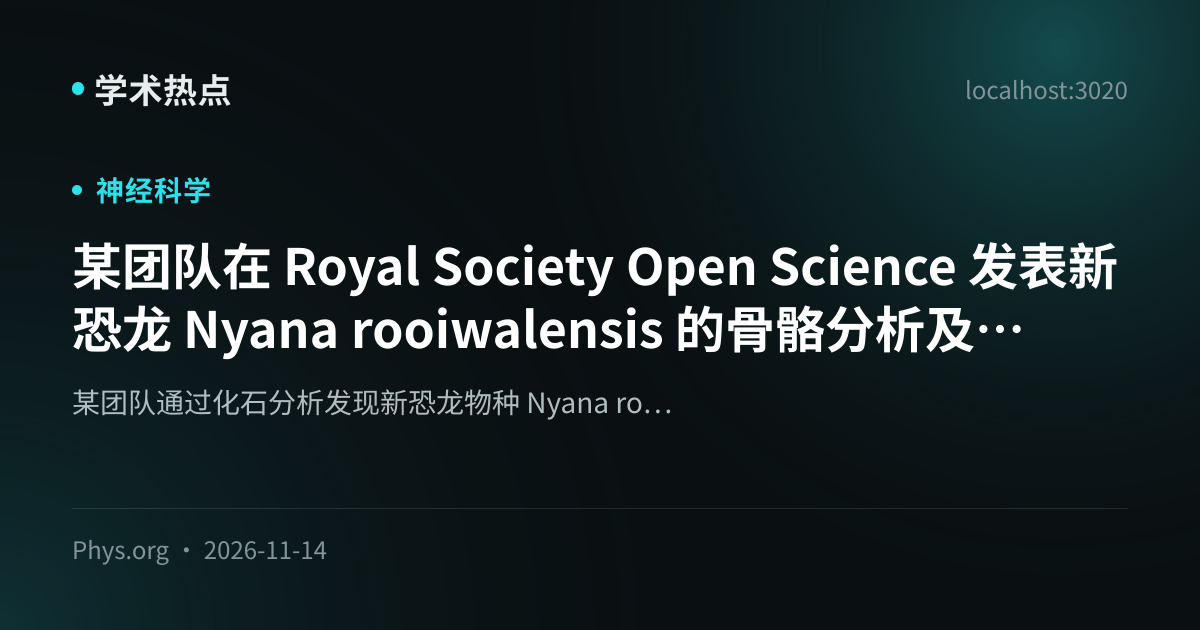 学术热点
localhost:3020
神经科学
某团队在 Royal Society Open Science 发表新
恐龙 Nyana rooiwalensis 的骨骼分析及…
某团队通过化石分析发现新恐龙物种 Nyana ro…
Phys.org · 2026-11-14